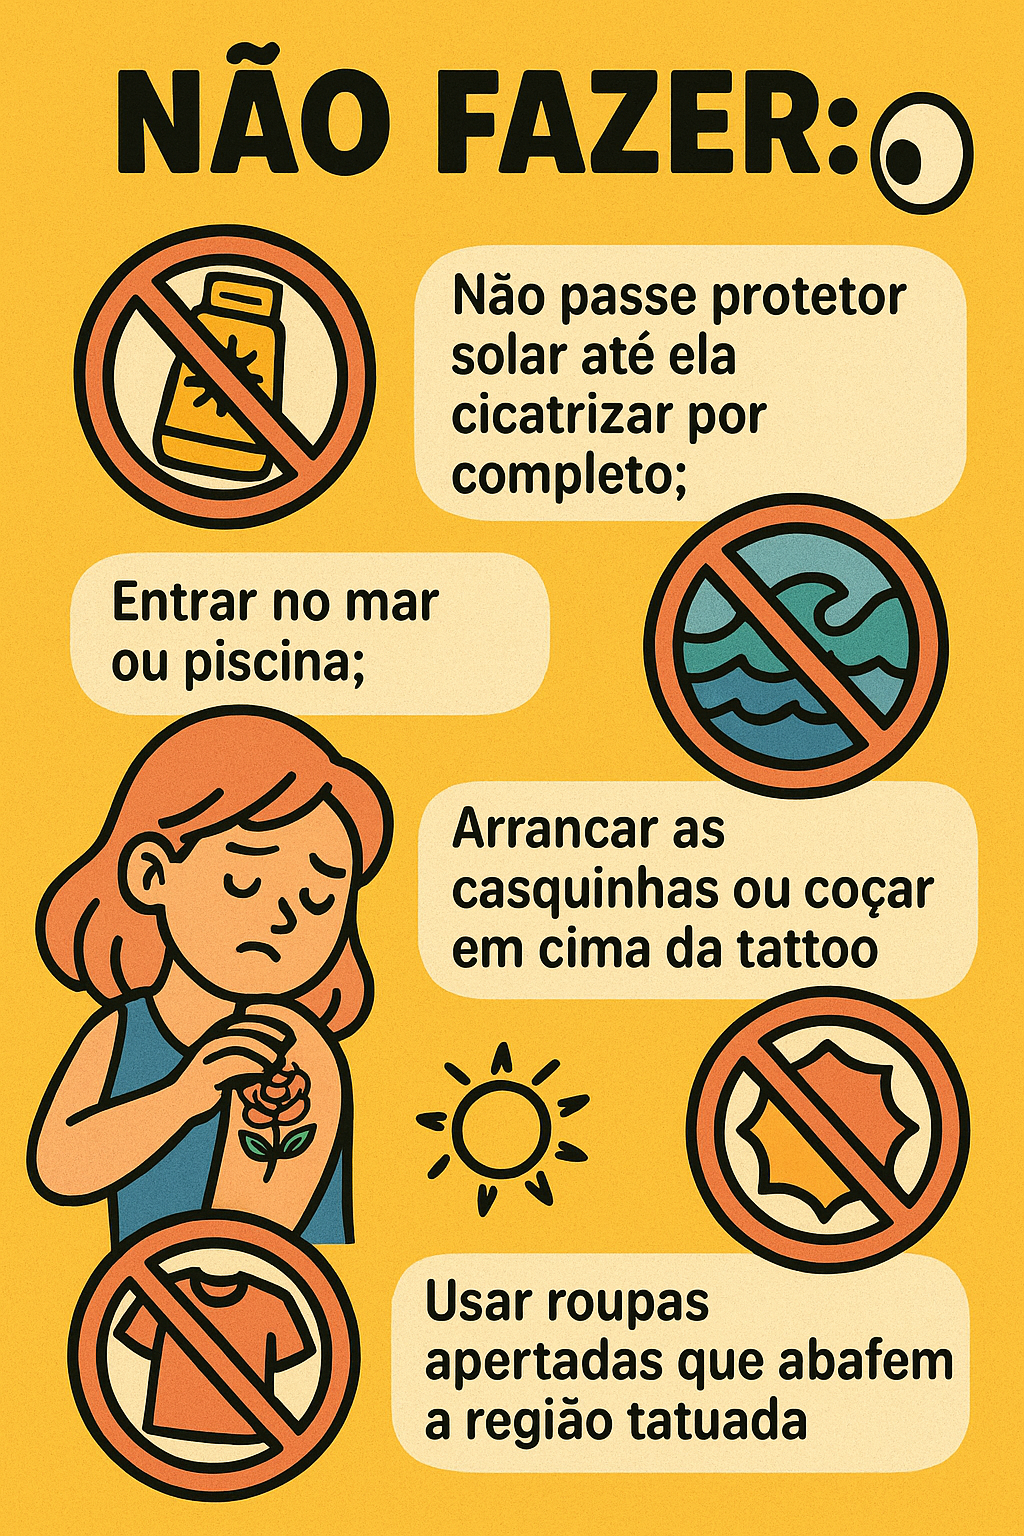 NÃO FAZER:
Não passe protetor
solar até ela
cicatrizar por
completo;
Entrar no mar
ou piscina;
Arrancar as
casquinhas ou coçar
em cima da tattoo
Usar roupas
apertadas que abafem
a região tatuada